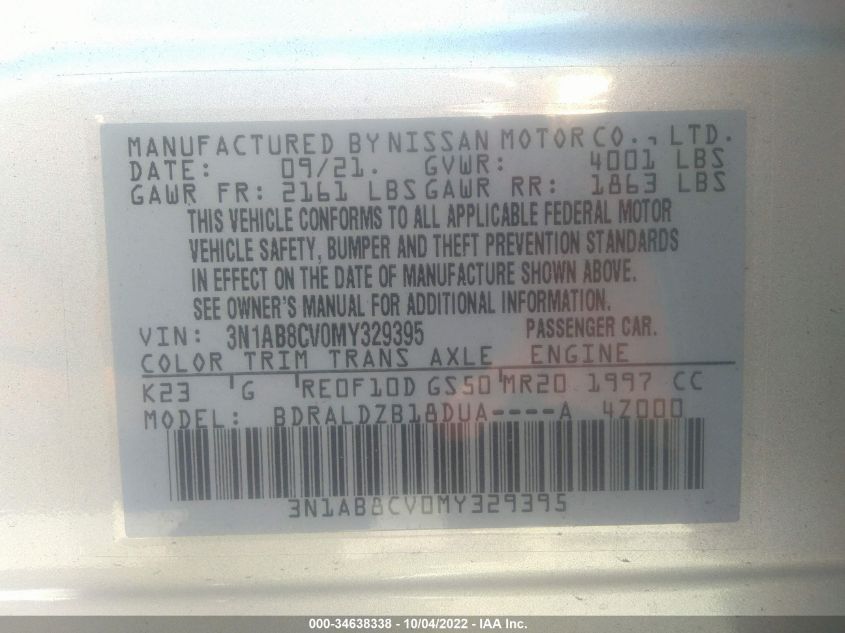 MANUFACTURED BY NISSAN MOTOR CO., LTD.
DATE: 09/21. GVWR: 4001 LBS
GAWR FR: 2161 LBS GAWR RR: 1863 LBS
THIS VEHICLE CONFORMS TO ALL APPLICABLE FEDERAL MOTOR
VEHICLE SAFETY, BUMPER AND THEFT PREVENTION STANDARDS
IN EFFECT ON THE DATE OF MANUFACTURE SHOWN ABOVE.
SEE OWNER'S MANUAL FOR ADDITIONAL INFORMATION.
VIN: 3N1AB8CV0MY329395 PASSENGER CAR.
COLOR TRIM TRANS AXLE ENGINE
K23 'G 'RE0F10D GS50'MR20 1997 CC
MODEL: BDRALDZB18DUA----A 4Z000
3N1AB8CV0MY329395
000-34638338 - 10/04/2022 - IAA Inc.